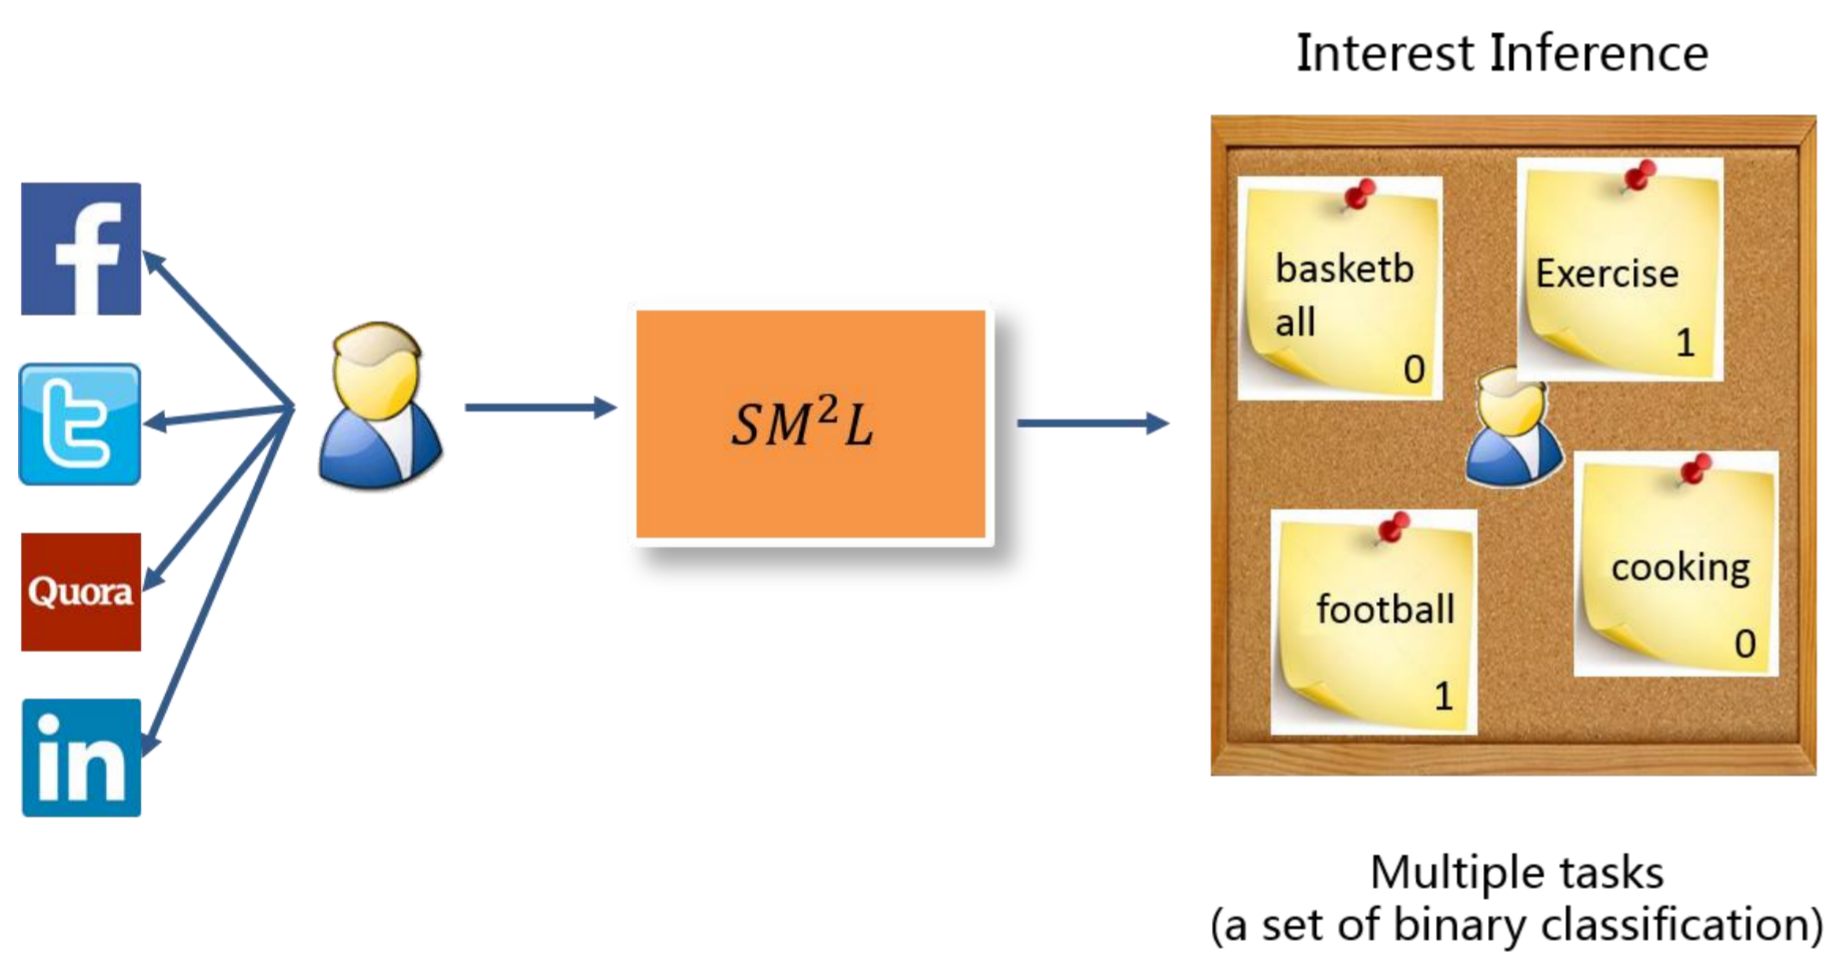 Interest Inference
f
t
Quora
in
SM²L
basketb
all
0
Exercise
1
football
1
cooking
0
Multiple tasks
(a set of binary classification)